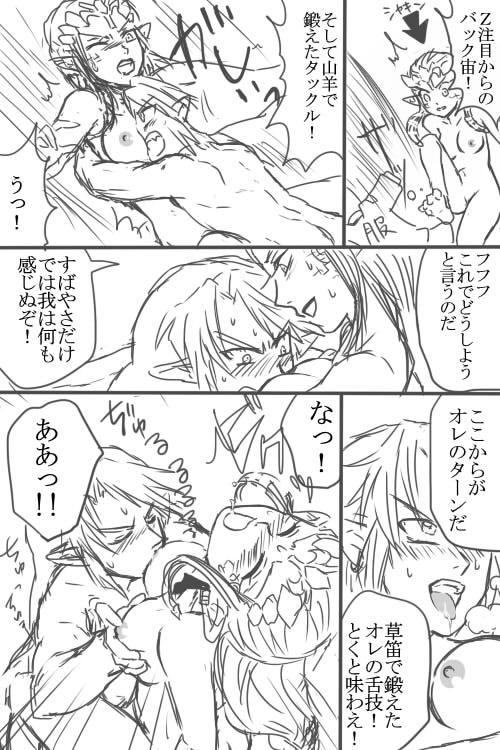 Z注目からの
バック宙！
シャキン
服
そして山羊で
鍛えたタックル！
うっ！
フフフ
これでどうしよう
と言うのだ
すばやさだけ
では我は何も
感じぬぞ！
ここからが
オレのターンだ
草笛で鍛えた
オレの舌技！
とくと味わえ！
なっ！
ああっ！！